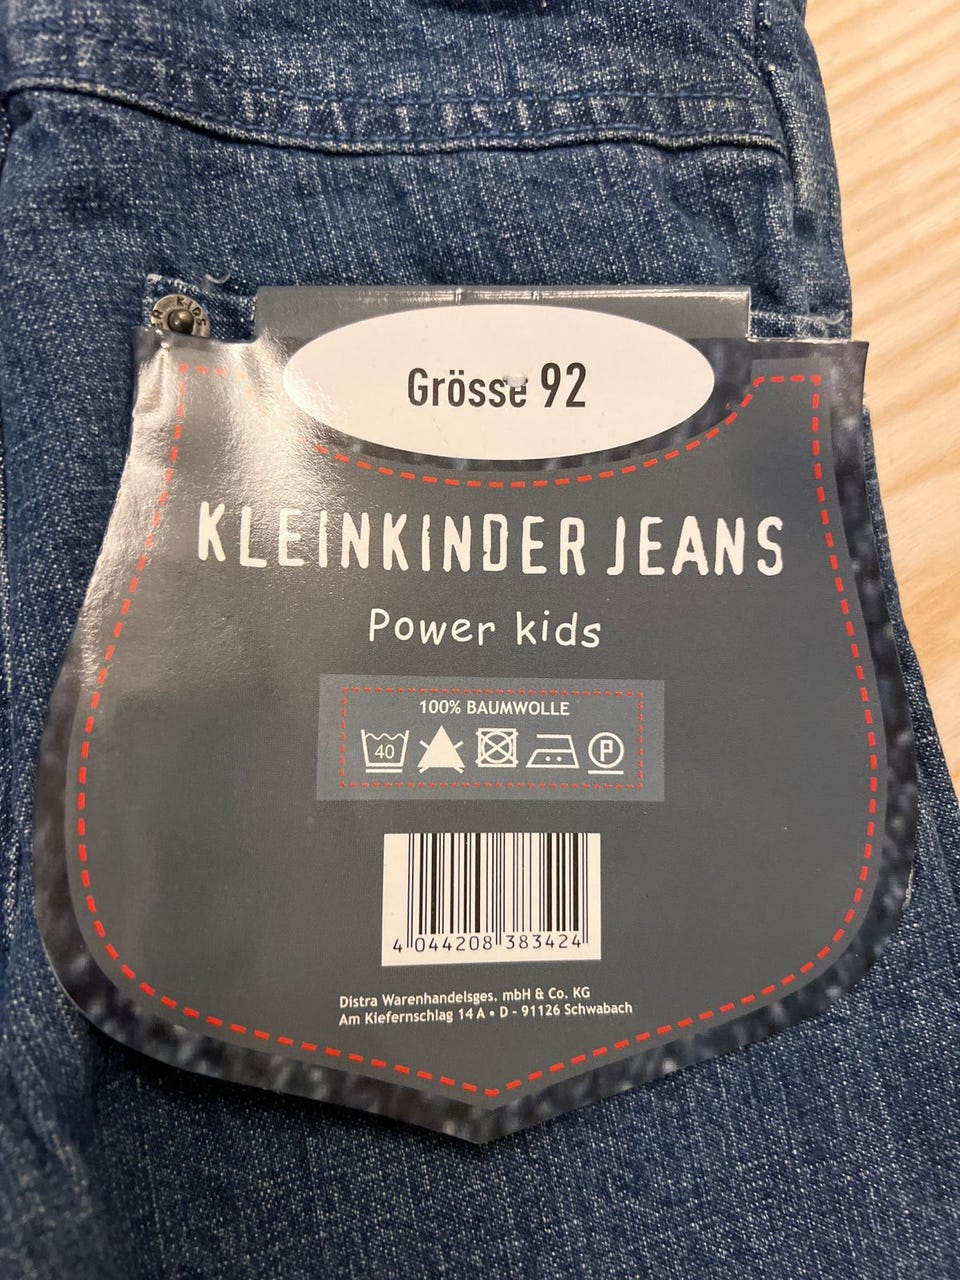 KIDS
Grösse 92
KLEINKINDER JEANS
Power kids
100% BAUMWOLLE
40
P
4 044208 383424
Distra Warenhandelsges. mbH & Co. KG
Am Kiefernschlag 14 A • D - 91126 Schwabach